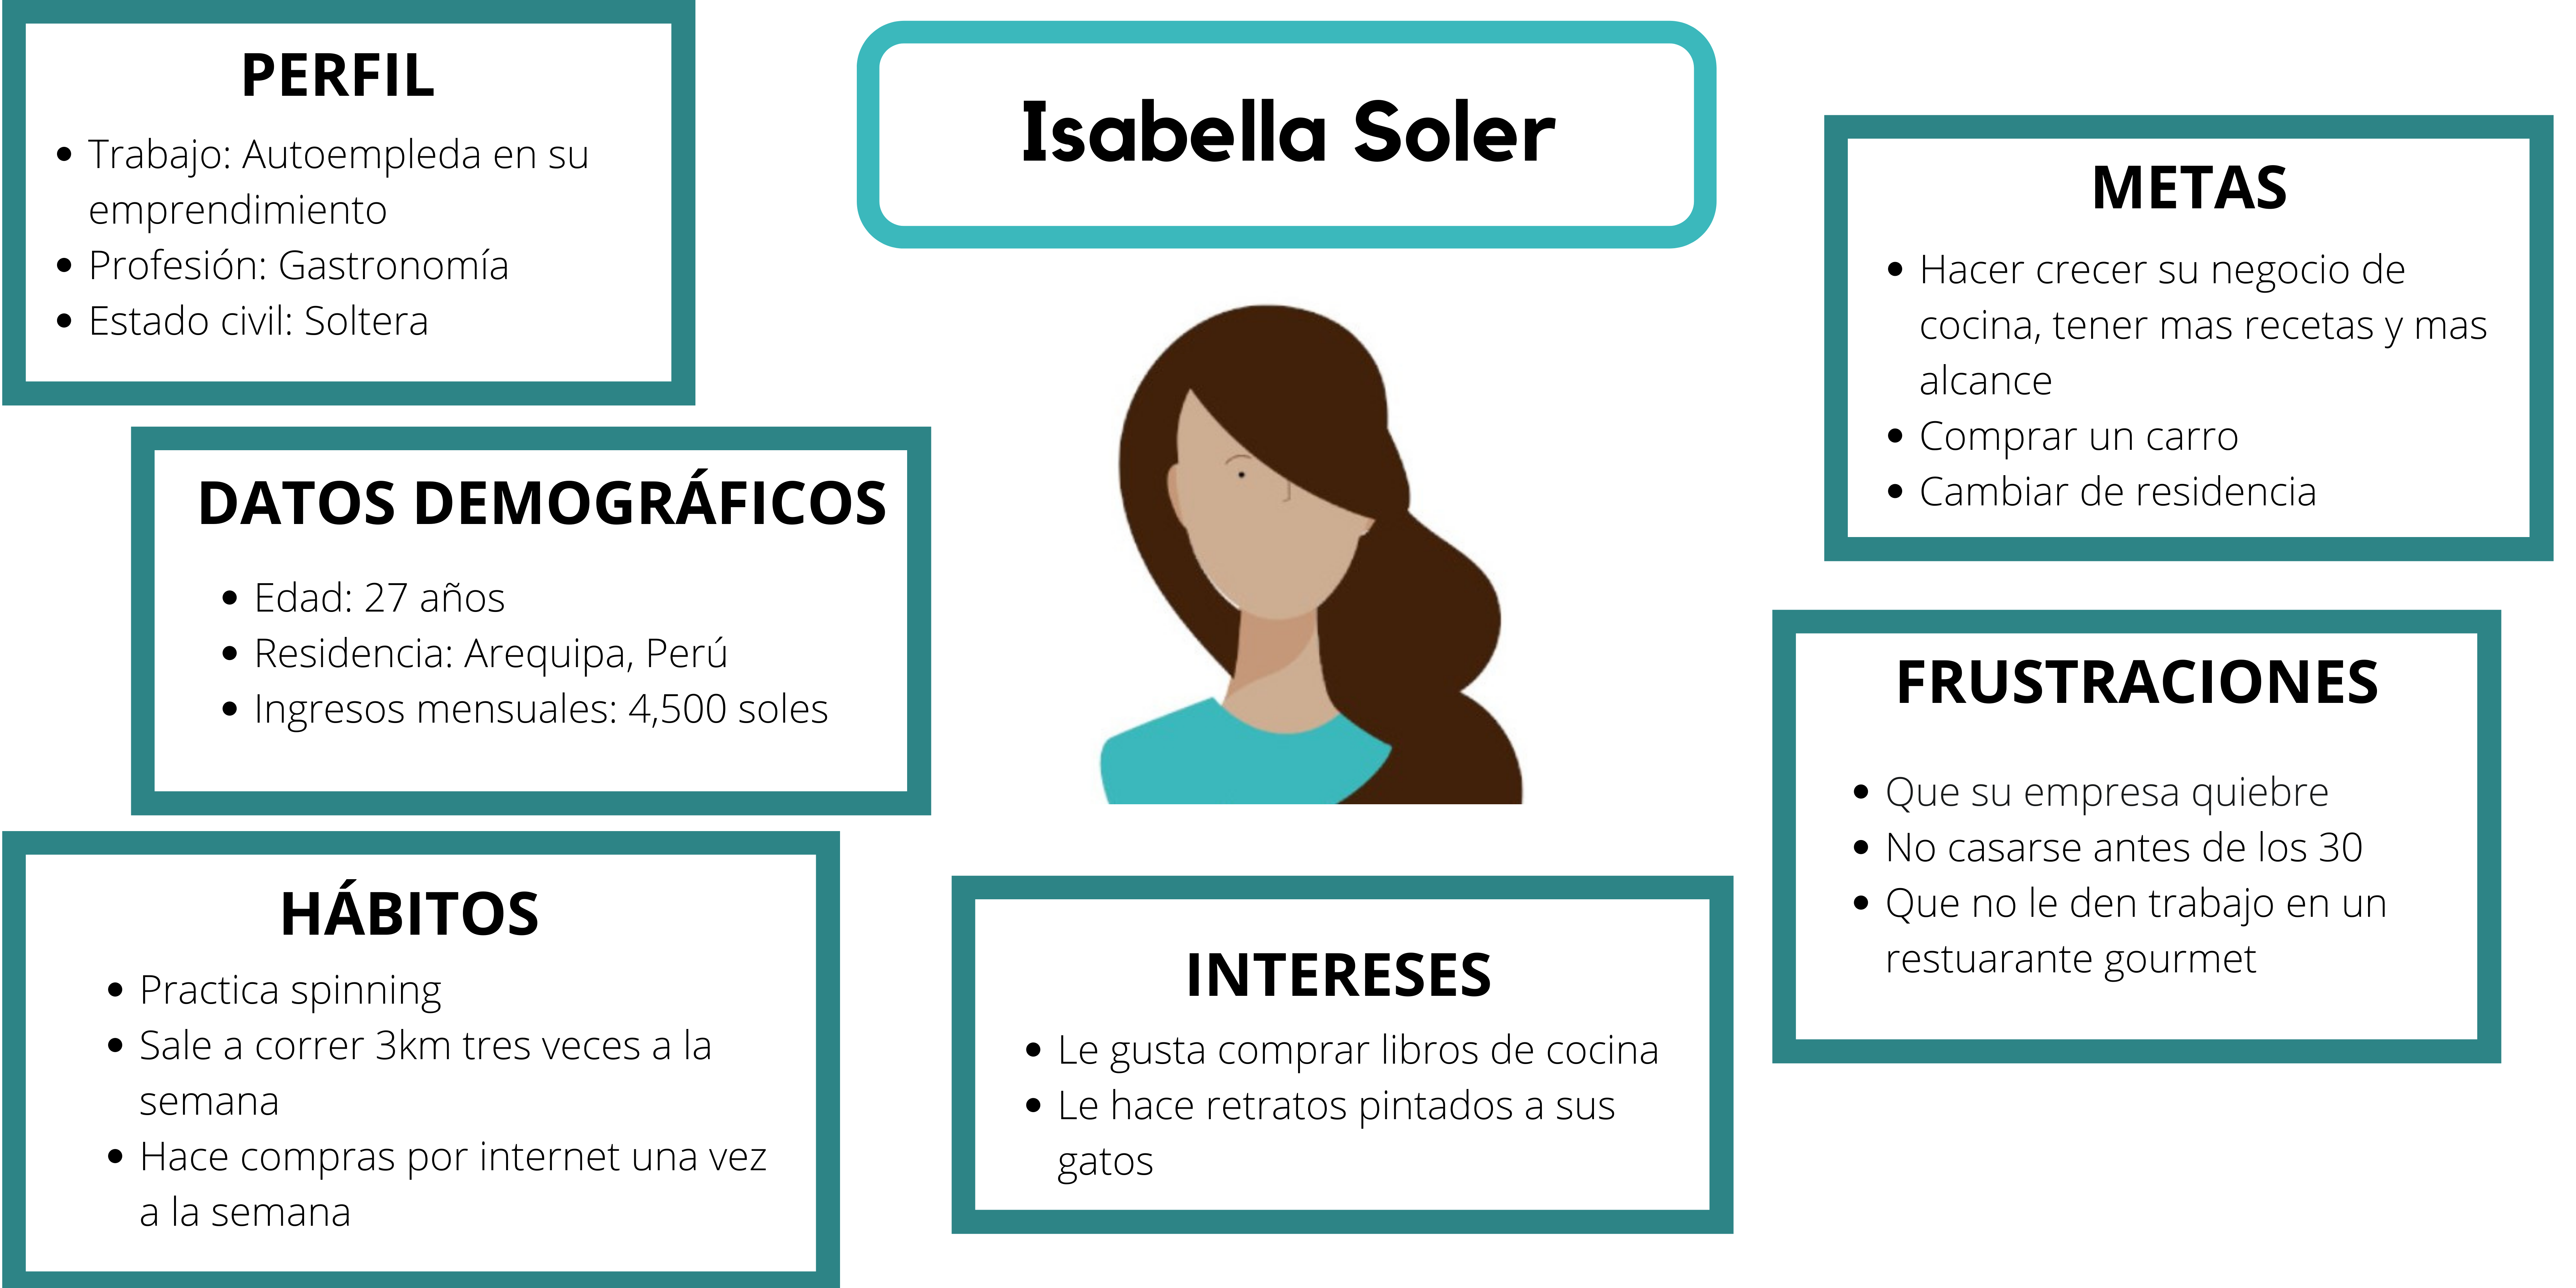 PERFIL
• Trabajo: Autoempleda en su
emprendimiento
• Profesión: Gastronomía
• Estado civil: Soltera
Isabella Soler
METAS
• Hacer crecer su negocio de
cocina, tener mas recetas y mas
alcance
• Comprar un carro
• Cambiar de residencia
DATOS DEMOGRÁFICOS
• Edad: 27 años
• Residencia: Arequipa, Perú
• Ingresos mensuales: 4,500 soles
FRUSTRACIONES
• Que su empresa quiebre
• No casarse antes de los 30
• Que no le den trabajo en un
restuarante gourmet
HÁBITOS
• Practica spinning
• Sale a correr 3km tres veces a la
semana
• Hace compras por internet una vez
a la semana
INTERESES
• Le gusta comprar libros de cocina
• Le hace retratos pintados a sus
gatos